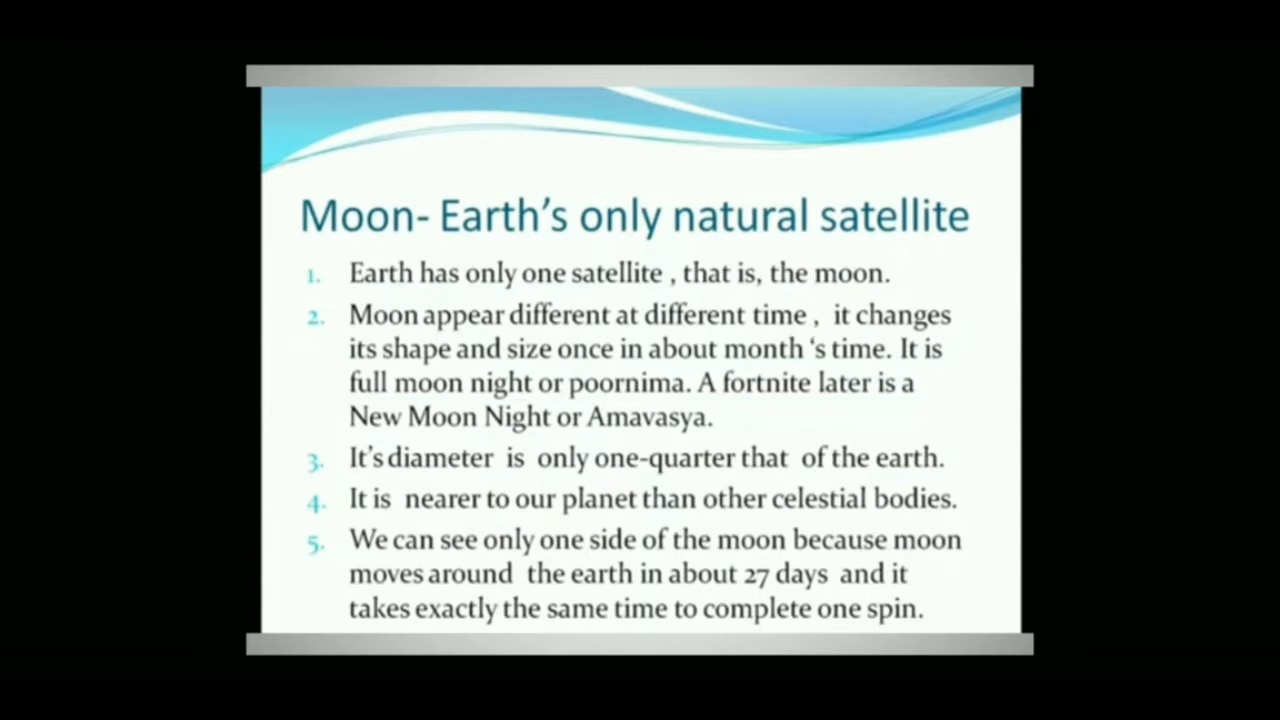 Moon- Earth's only natural satellite
1. Earth has only one satellite , that is, the moon.
2. Moon appear different at different time , it changes
its shape and size once in about month 's time. It is
full moon night or poornima. A fortnite later is a
New Moon Night or Amavasya.
3. It's diameter is only one-quarter that of the earth.
4. It is nearer to our planet than other celestial bodies.
5. We can see only one side of the moon because moon
moves around the earth in about 27 days and it
takes exactly the same time to complete one spin.